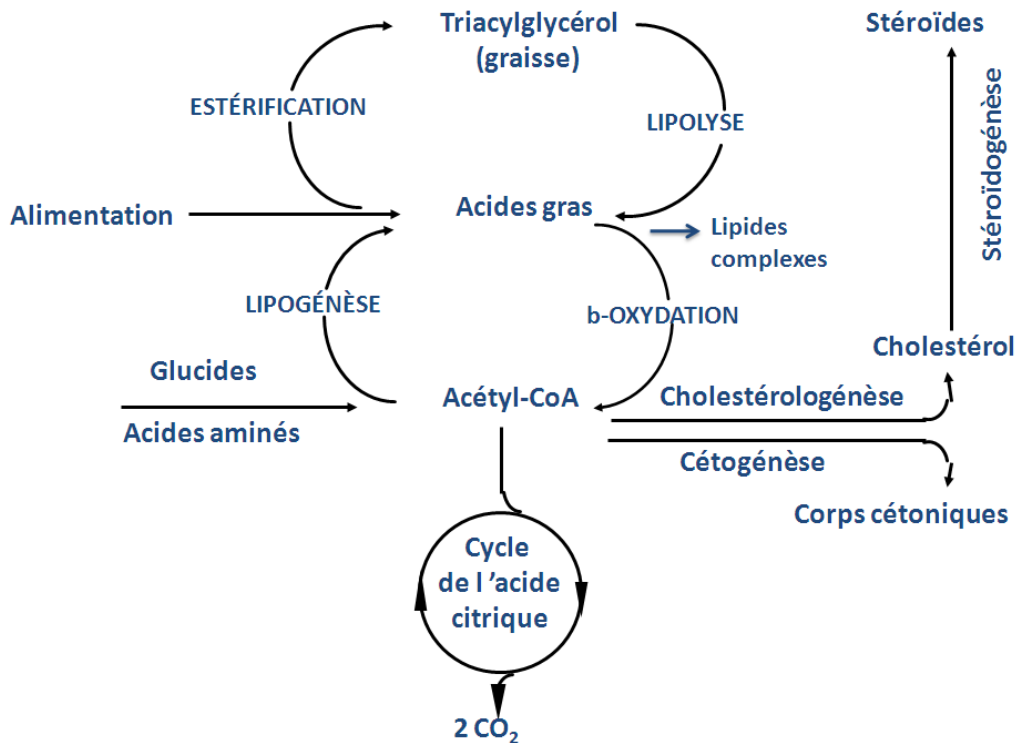 Triacylglycérol
(graisse)
Stéroïdes
ESTÉRIFICATION
LIPOLYSE
Stéroïdogénèse
Alimentation
Acides gras
Lipides
complexes
LIPOGÉNÈSE
b-OXYDATION
Cholestérol
Glucides
Acides aminés
Acétyl-CoA
Cholestérologénèse
Cétogénèse
Corps cétoniques
Cycle
de l ’acide
citrique
2 CO₂